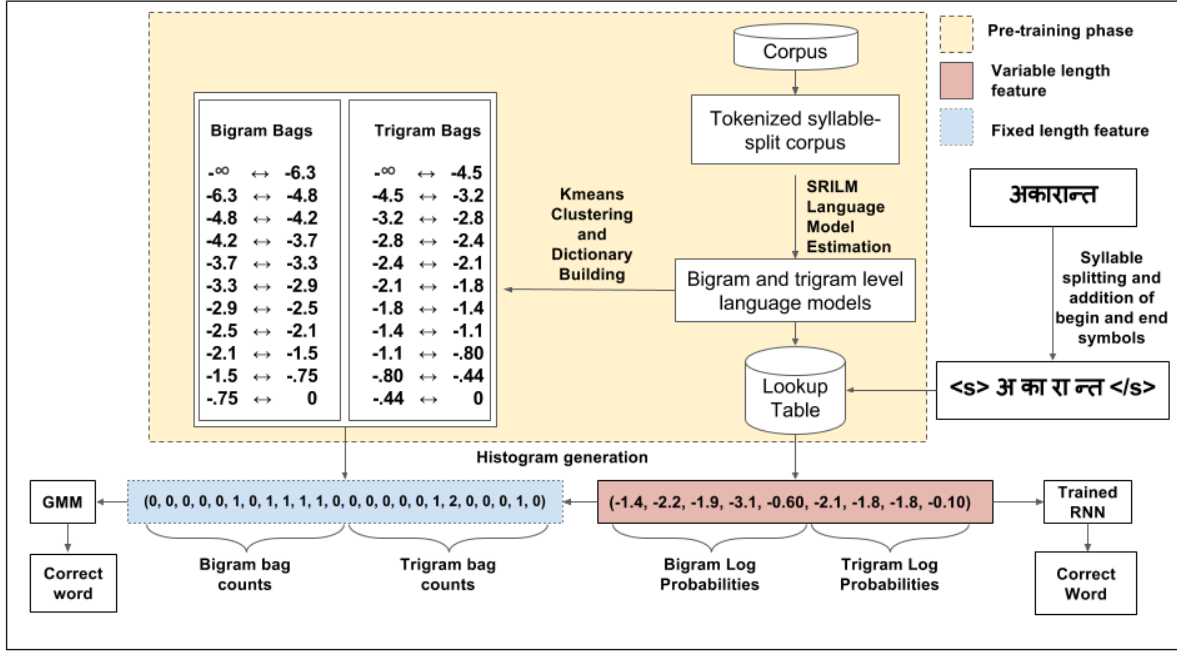 Corpus
Tokenized syllable-
split corpus
SRILM
Language
Model
Estimation
Bigram and trigram level
language models
Kmeans
Clustering
and
Dictionary
Building
Lookup
Table
Bigram Bags
-∞ ↔ -6.3
-6.3 ↔ -4.8
-4.8 ↔ -4.2
-4.2 ↔ -3.7
-3.7 ↔ -3.3
-3.3 ↔ -2.9
-2.9 ↔ -2.5
-2.5 ↔ -2.1
-2.1 ↔ -1.5
-1.5 ↔ -.75
-.75 ↔ 0
Trigram Bags
-∞ ↔ -4.5
-4.5 ↔ -3.2
-3.2 ↔ -2.8
-2.8 ↔ -2.4
-2.4 ↔ -2.1
-2.1 ↔ -1.8
-1.8 ↔ -1.4
-1.4 ↔ -1.1
-1.1 ↔ -.80
-.80 ↔ -.44
-.44 ↔ 0
Pre-training phase
Variable length
feature
Fixed length feature
अकारान्त
Syllable
splitting and
addition of
begin and end
symbols
<s> अ का रा न्त </s>
Histogram generation
GMM
(0, 0, 0, 0, 0, 1, 0, 1, 1, 1, 1, 0, 0, 0, 0, 0, 1, 2, 0, 0, 0, 1, 0)
(-1.4, -2.2, -1.9, -3.1, -0.60, -2.1, -1.8, -1.8, -0.10)
Trained
RNN
Correct
word
Bigram bag
counts
Trigram bag
counts
Bigram Log
Probabilities
Trigram Log
Probabilities
Correct
Word